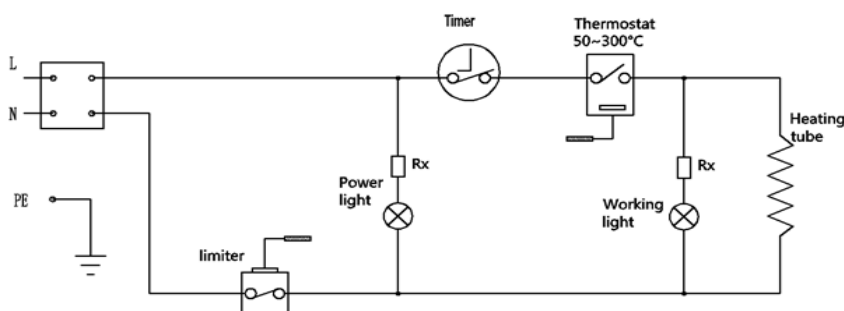 Timer
Thermostat
50~300°C
L
N
Heating
tube
Rx
Power
light
Rx
Working
light
PE
limiter